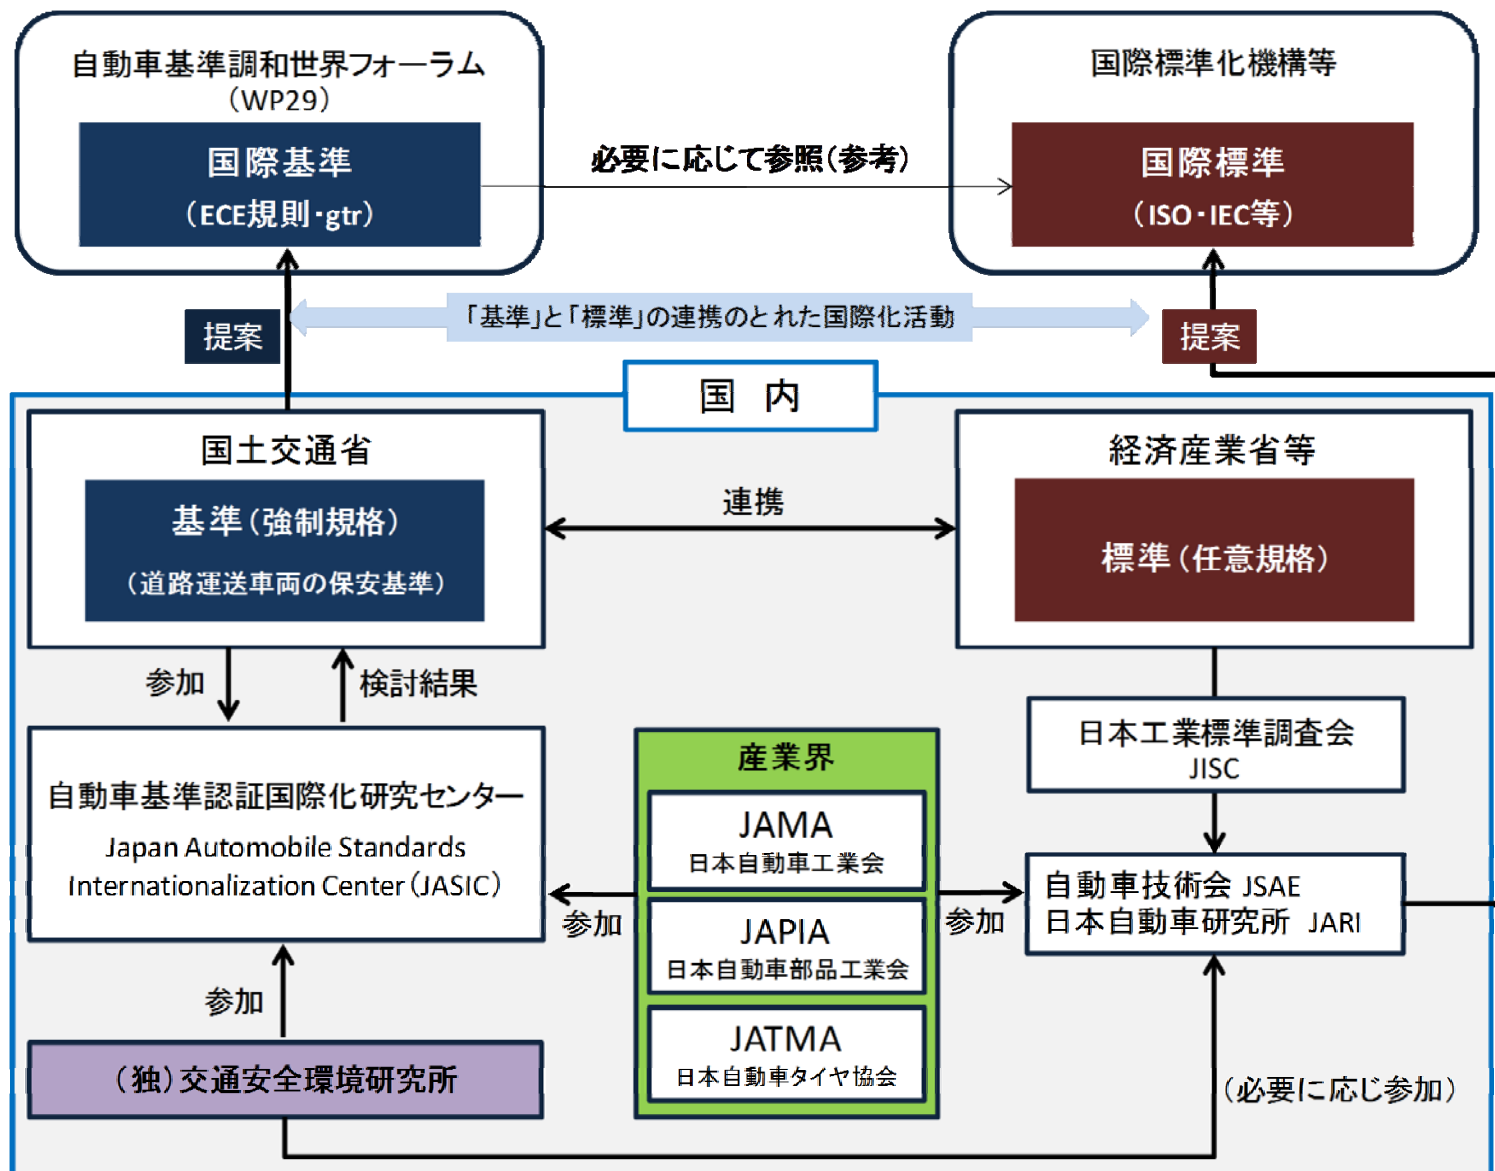 自動車基準調和世界フォーラム
（WP29）
国際基準
（ECE規則・gtr）
必要に応じて参照（参考）
国際標準化機構等
国際標準
（ISO・IEC等）
提案
「基準」と「標準」の連携のとれた国際化活動
提案
国 内
国土交通省
基準（強制規格）
（道路運送車両の保安基準）
連携
経済産業省等
標準（任意規格）
参加
検討結果
自動車基準認証国際化研究センター
Japan Automobile Standards
Internationalization Center（JASIC）
産業界
JAMA
日本自動車工業会
JAPIA
日本自動車部品工業会
JATMA
日本自動車タイヤ協会
参加
参加
日本工業標準調査会
JISC
自動車技術会 JSAE
日本自動車研究所 JARI
参加
（独）交通安全環境研究所
（必要に応じ参加）